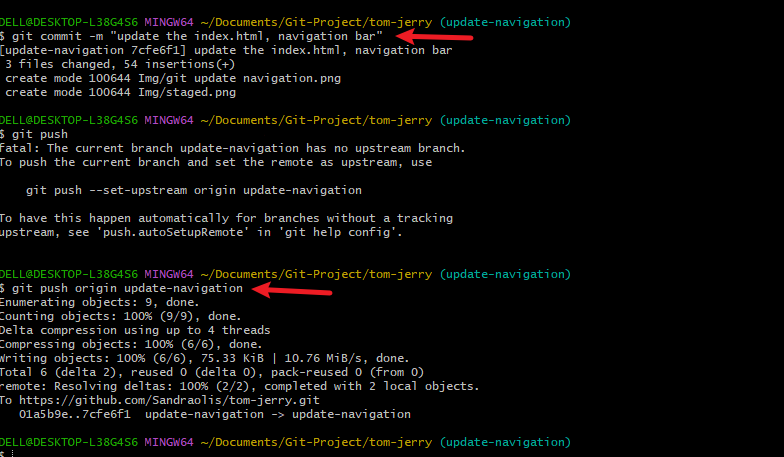 DELL@DESKTOP-L38G4S6 MINGW64 ~/Documents/Git-Project/tom-jerry (update-navigation)
$ git commit -m "update the index.html, navigation bar"
[update-navigation 7cfe6f1] update the index.html, navigation bar
3 files changed, 54 insertions(+)
create mode 100644 Img/git update navigation.png
create mode 100644 Img/staged.png
DELL@DESKTOP-L38G4S6 MINGW64 ~/Documents/Git-Project/tom-jerry (update-navigation)
$ git push
fatal: The current branch update-navigation has no upstream branch.
To push the current branch and set the remote as upstream, use
git push --set-upstream origin update-navigation
To have this happen automatically for branches without a tracking
upstream, see 'push.autoSetupRemote' in 'git help config'.
DELL@DESKTOP-L38G4S6 MINGW64 ~/Documents/Git-Project/tom-jerry (update-navigation)
$ git push origin update-navigation
Enumerating objects: 9, done.
Counting objects: 100% (9/9), done.
Delta compression using up to 4 threads
Compressing objects: 100% (6/6), done.
Writing objects: 100% (6/6), 75.33 KiB | 10.76 MiB/s, done.
Total 6 (delta 2), reused 0 (delta 0), pack-reused 0 (from 0)
remote: Resolving deltas: 100% (2/2), completed with 2 local objects.
To https://github.com/Sandraolis/tom-jerry.git
01a5b9e..7cfe6f1 update-navigation -> update-navigation
DELL@DESKTOP-L38G4S6 MINGW64 ~/Documents/Git-Project/tom-jerry (update-navigation)
$